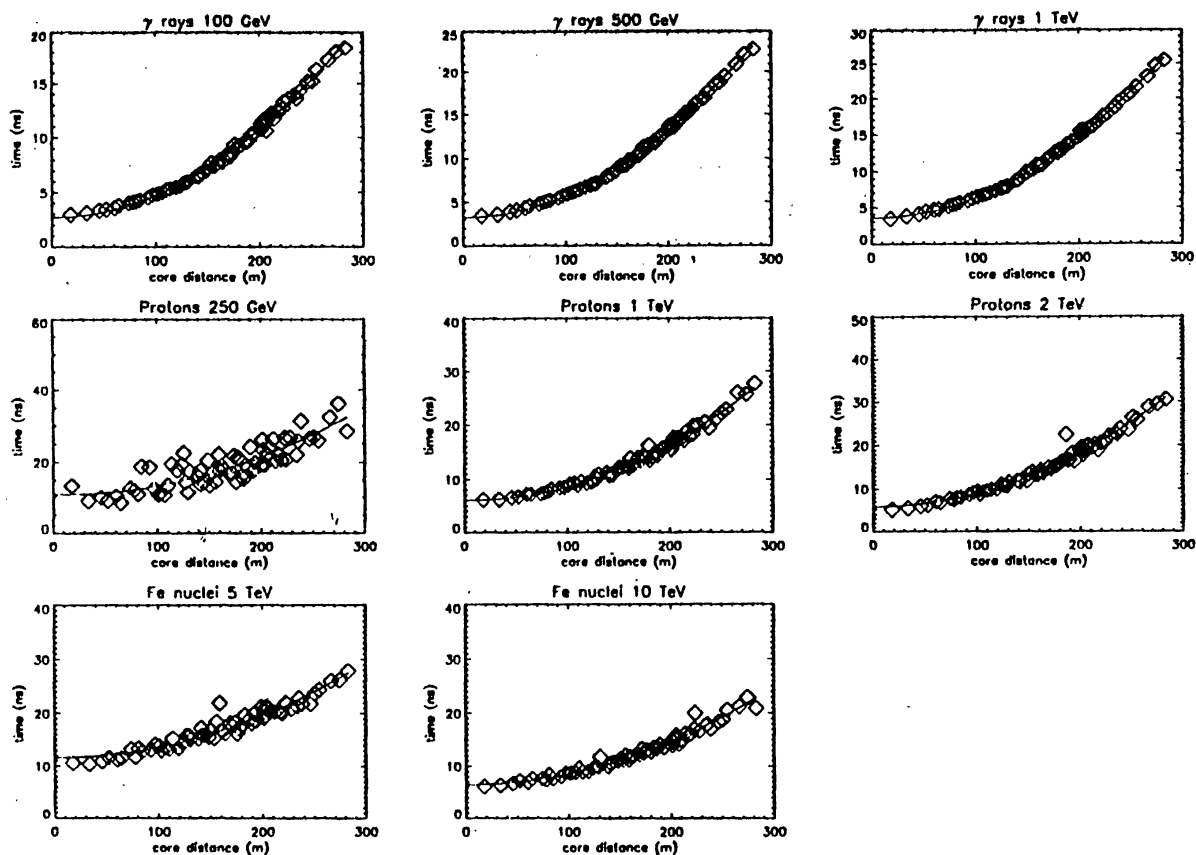 γ rays 100 GeV
20
15
10
5
0
time (ns)
0 100 200 300
core distance (m)
γ rays 500 GeV
25
20
15
10
5
0
time (ns)
0 100 200 300
core distance (m)
γ rays 1 TeV
30
25
20
15
10
5
0
time (ns)
0 100 200 300
core distance (m)
Protons 250 GeV
60
40
20
0
time (ns)
0 100 200 300
core distance (m)
Protons 1 TeV
40
30
20
10
0
time (ns)
0 100 200 300
core distance (m)
Protons 2 TeV
50
40
30
20
10
0
time (ns)
0 100 200 300
core distance (m)
Fe nuclei 5 TeV
40
30
20
10
0
time (ns)
0 100 200 300
core distance (m)
Fe nuclei 10 TeV
40
30
20
10
0
time (ns)
0 100 200 300
core distance (m)